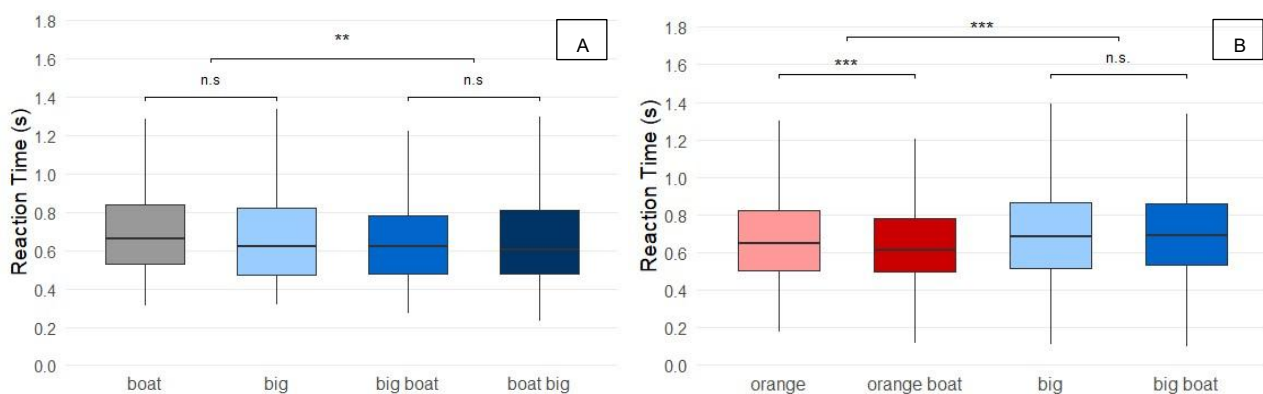 1.8
1.6
1.4
1.2
1.0
0.8
0.6
0.4
0.2
0.0
Reaction Time (s)
A
**
n.s
n.s
boat big big boat boat big
1.8
1.6
1.4
1.2
1.0
0.8
0.6
0.4
0.2
0.0
Reaction Time (s)
B
***
***
n.s.
orange orange boat big big boat